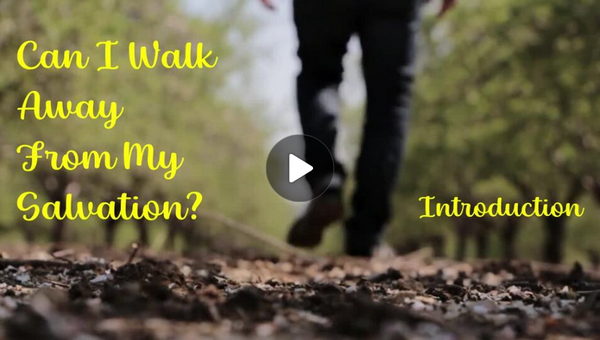 Can I Walk
Away
From My
Salvation?
Introduction